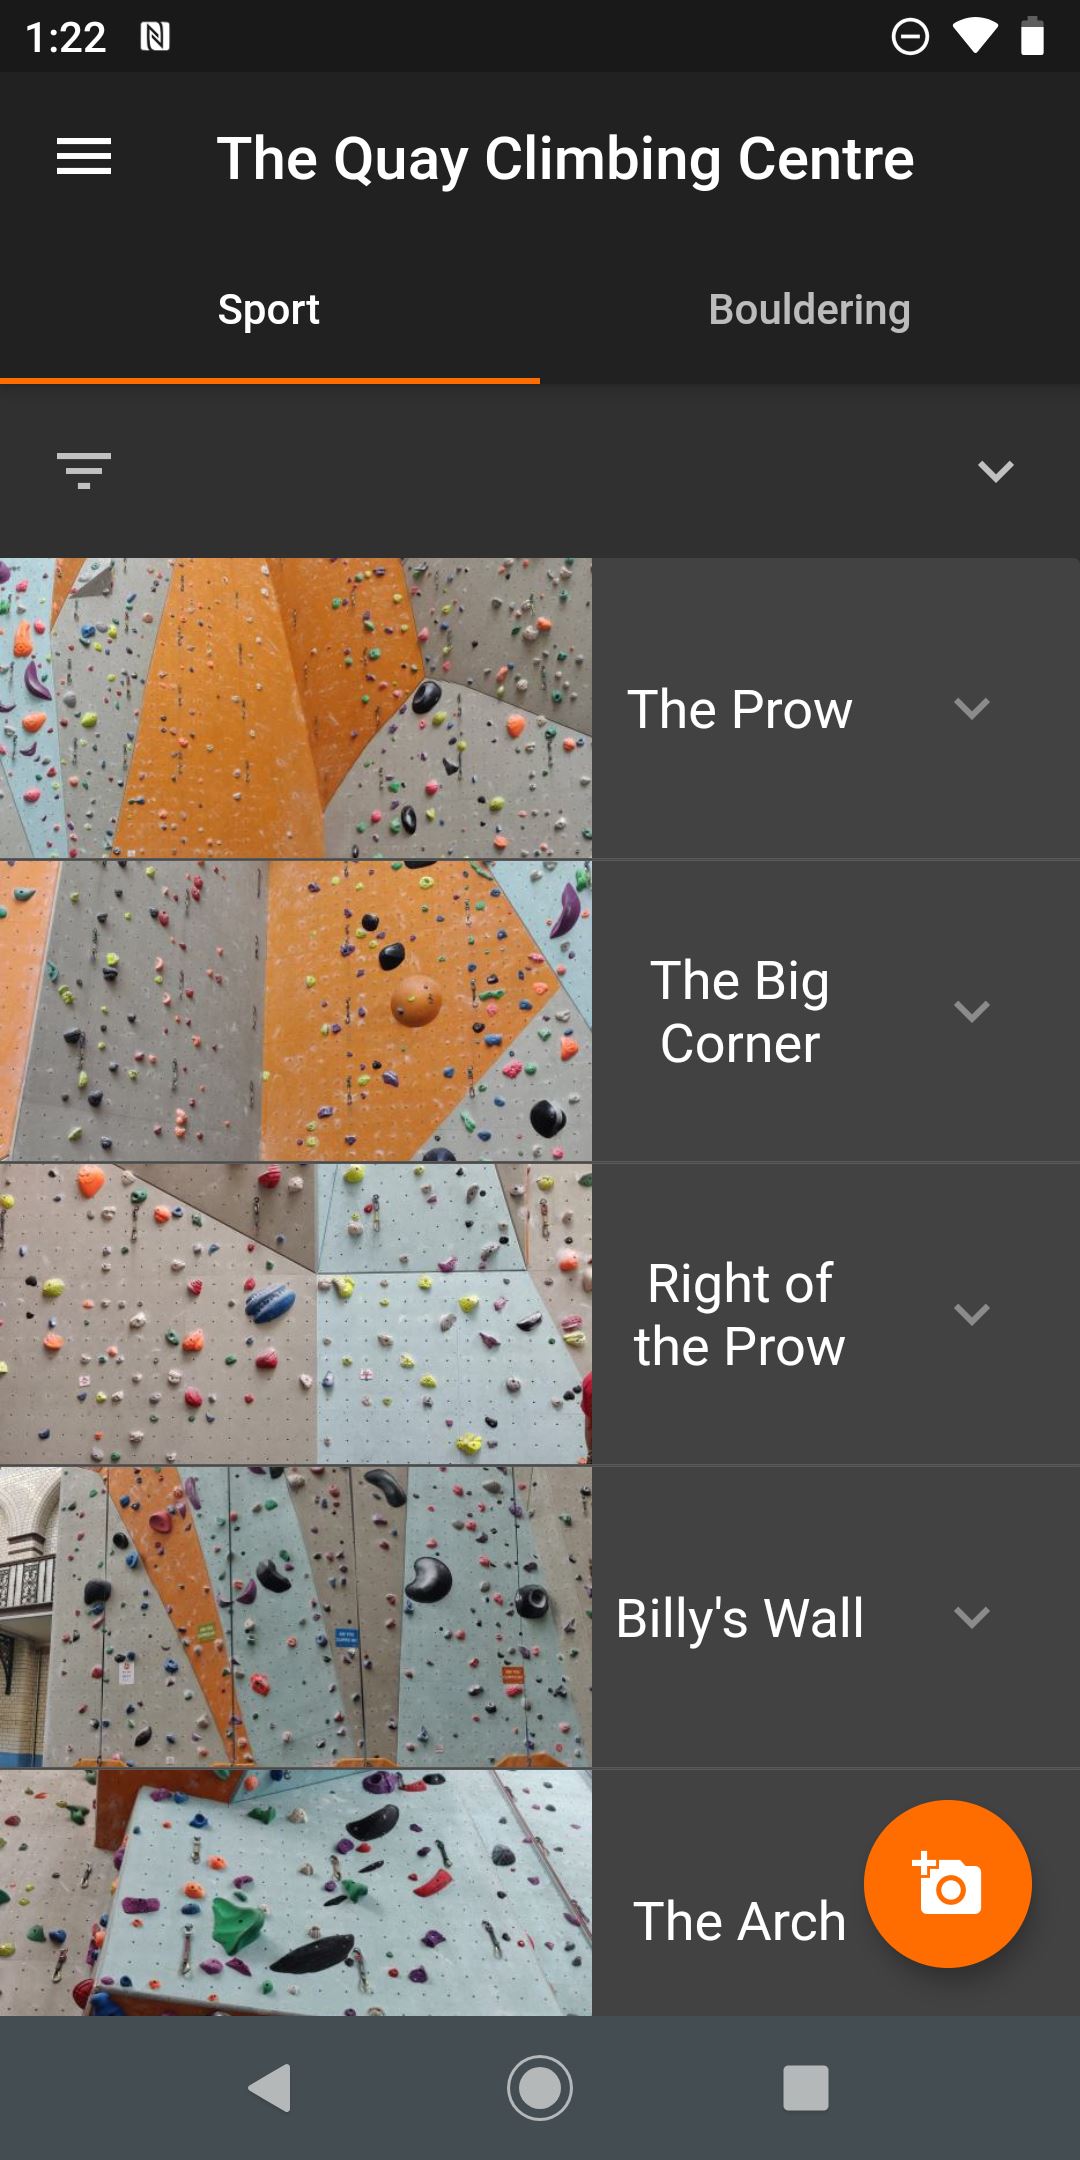 1:22
The Quay Climbing Centre
Sport
Bouldering
The Prow
The Big
Corner
Right of
the Prow
Billy's Wall
The Arch